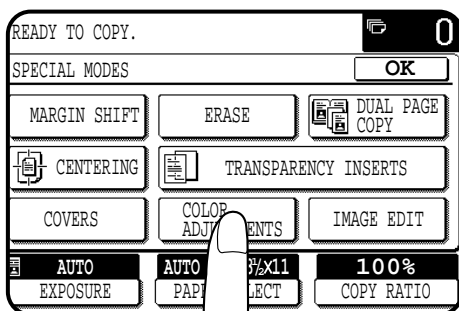 READY TO COPY. 0
SPECIAL MODES OK
MARGIN SHIFT ERASE DUAL PAGE
COPY
CENTERING TRANSPARENCY INSERTS
COVERS COLOR IMAGE EDIT
AUTO AUTO 100%
EXPOSURE COPY RATIO